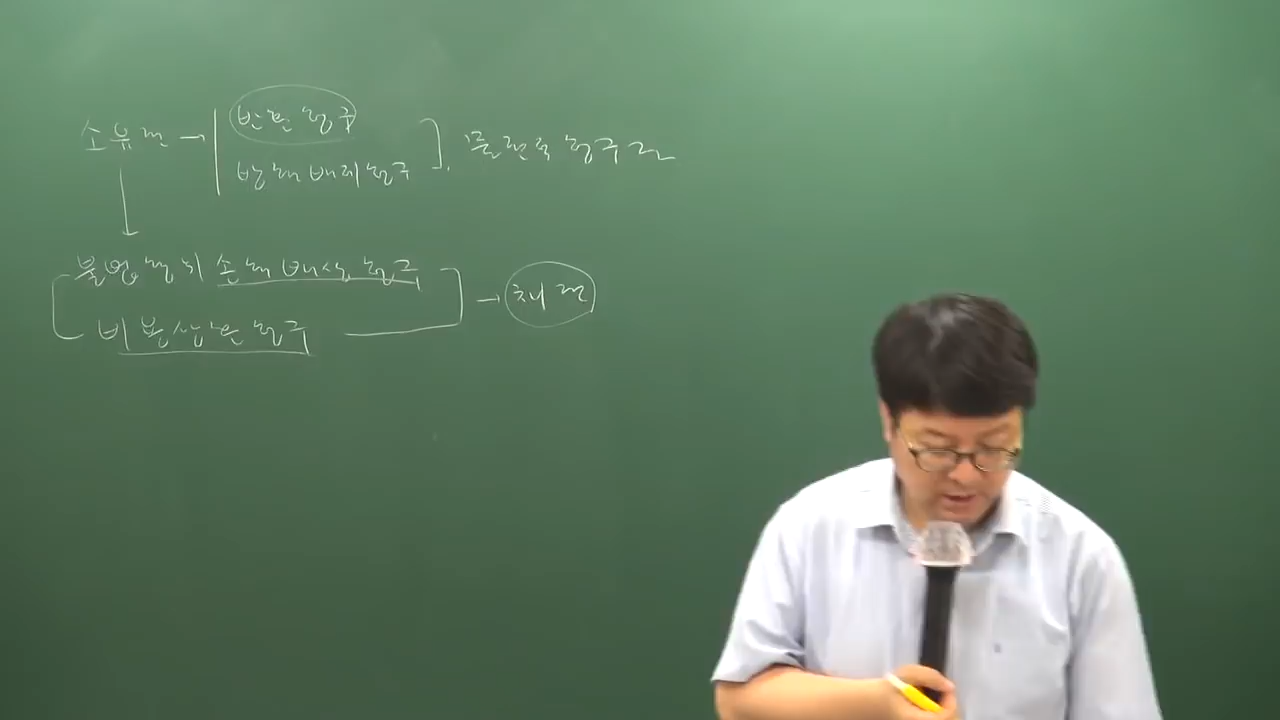 소유권 → 반환청구
방해배제청구 물권적 청구권
불법행위 손해배상청구 → 채권
비용상환청구